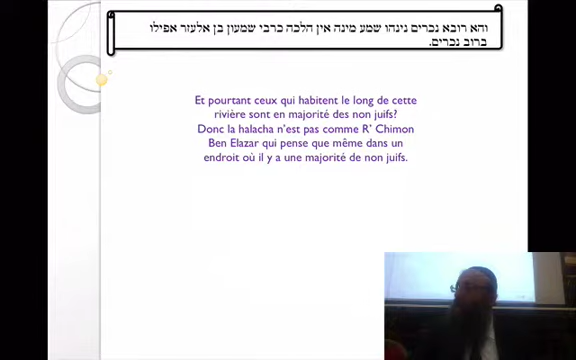 והא רובא נכרים נינהו שמע מינה אין הלכה כרבי שמעון בן אלעזר אפילו
ברוב נכרים.
Et pourtant ceux qui habitent le long de cette
rivière sont en majorité des non juifs?
Donc la halacha n'est pas comme R' Chimon
Ben Elazar qui pense que même dans un
endroit où il y a une majorité de non juifs.